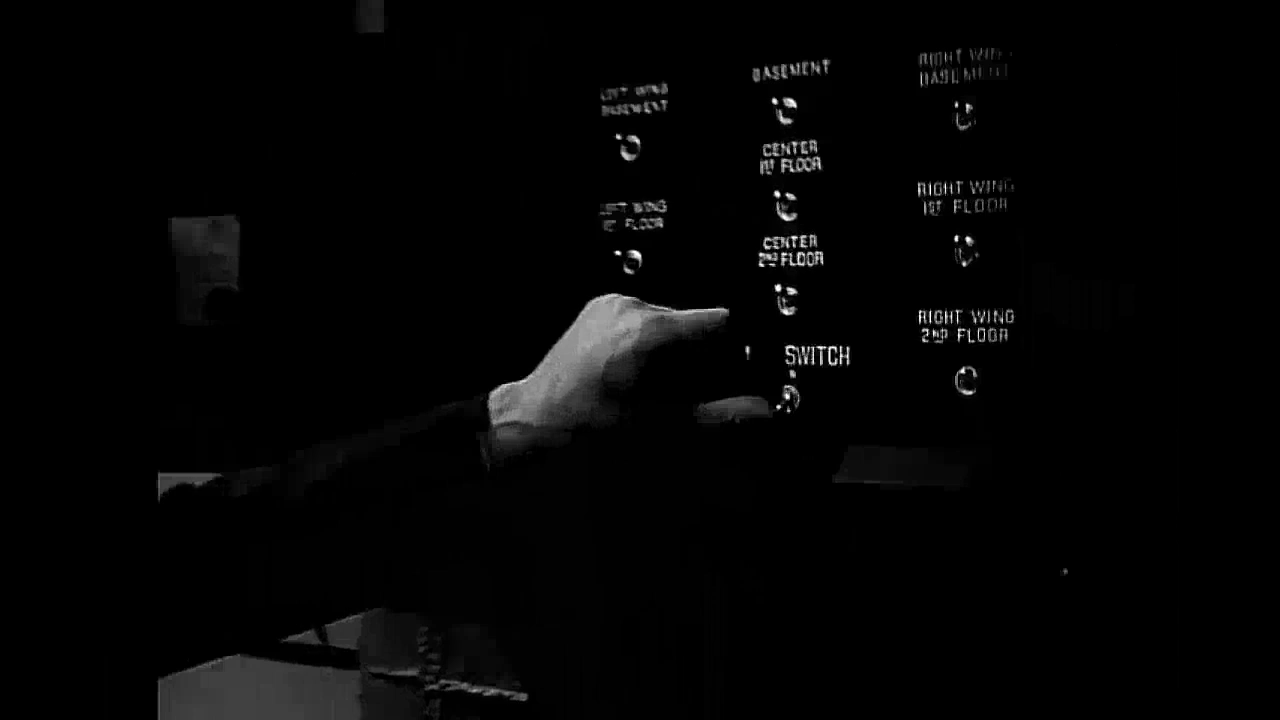 LEFT WING
BASEMENT
LEFT WING
1ST FLOOR
BASEMENT
CENTER
1ST FLOOR
CENTER
2ND FLOOR
SWITCH
RIGHT WING
BASEMENT
RIGHT WING
1ST FLOOR
RIGHT WING
2ND FLOOR